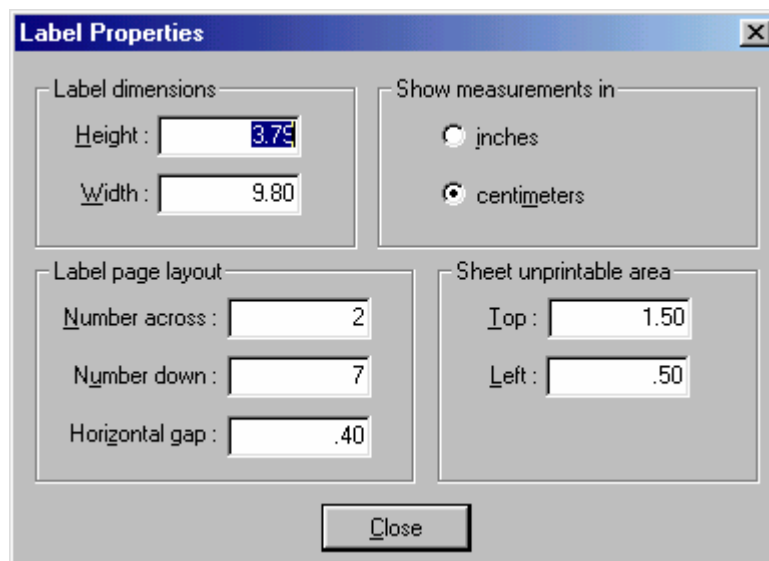 Label Properties
Label dimensions
Height : 3.79
Width : 9.80
Show measurements in
inches
centimeters
Label page layout
Number across : 2
Number down : 7
Horizontal gap : .40
Sheet unprintable area
Top : 1.50
Left : .50
Close